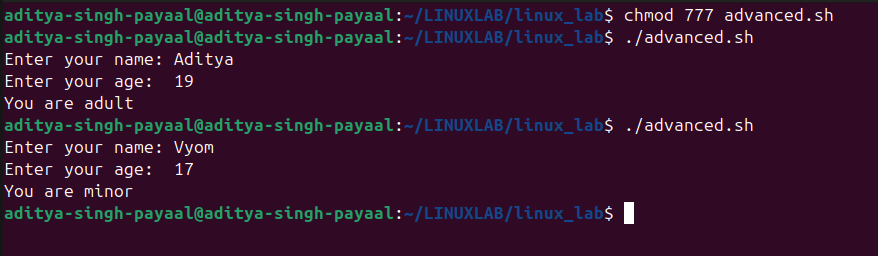 aditya-singh-payaal@aditya-singh-payaal:~/LINUXLAB/linux_lab$ chmod 777 advanced.sh
aditya-singh-payaal@aditya-singh-payaal:~/LINUXLAB/linux_lab$ ./advanced.sh
Enter your name: Aditya
Enter your age:  19
You are adult
aditya-singh-payaal@aditya-singh-payaal:~/LINUXLAB/linux_lab$ ./advanced.sh
Enter your name: Vyom
Enter your age:  17
You are minor
aditya-singh-payaal@aditya-singh-payaal:~/LINUXLAB/linux_lab$